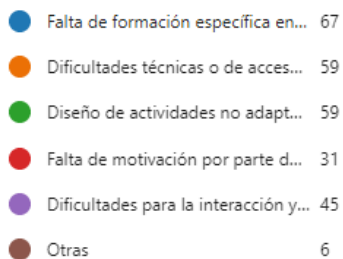 Falta de formación específica en... 67
Dificultades técnicas o de acces... 59
Diseño de actividades no adapt... 59
Falta de motivación por parte d... 31
Dificultades para la interacción y... 45
Otras 6